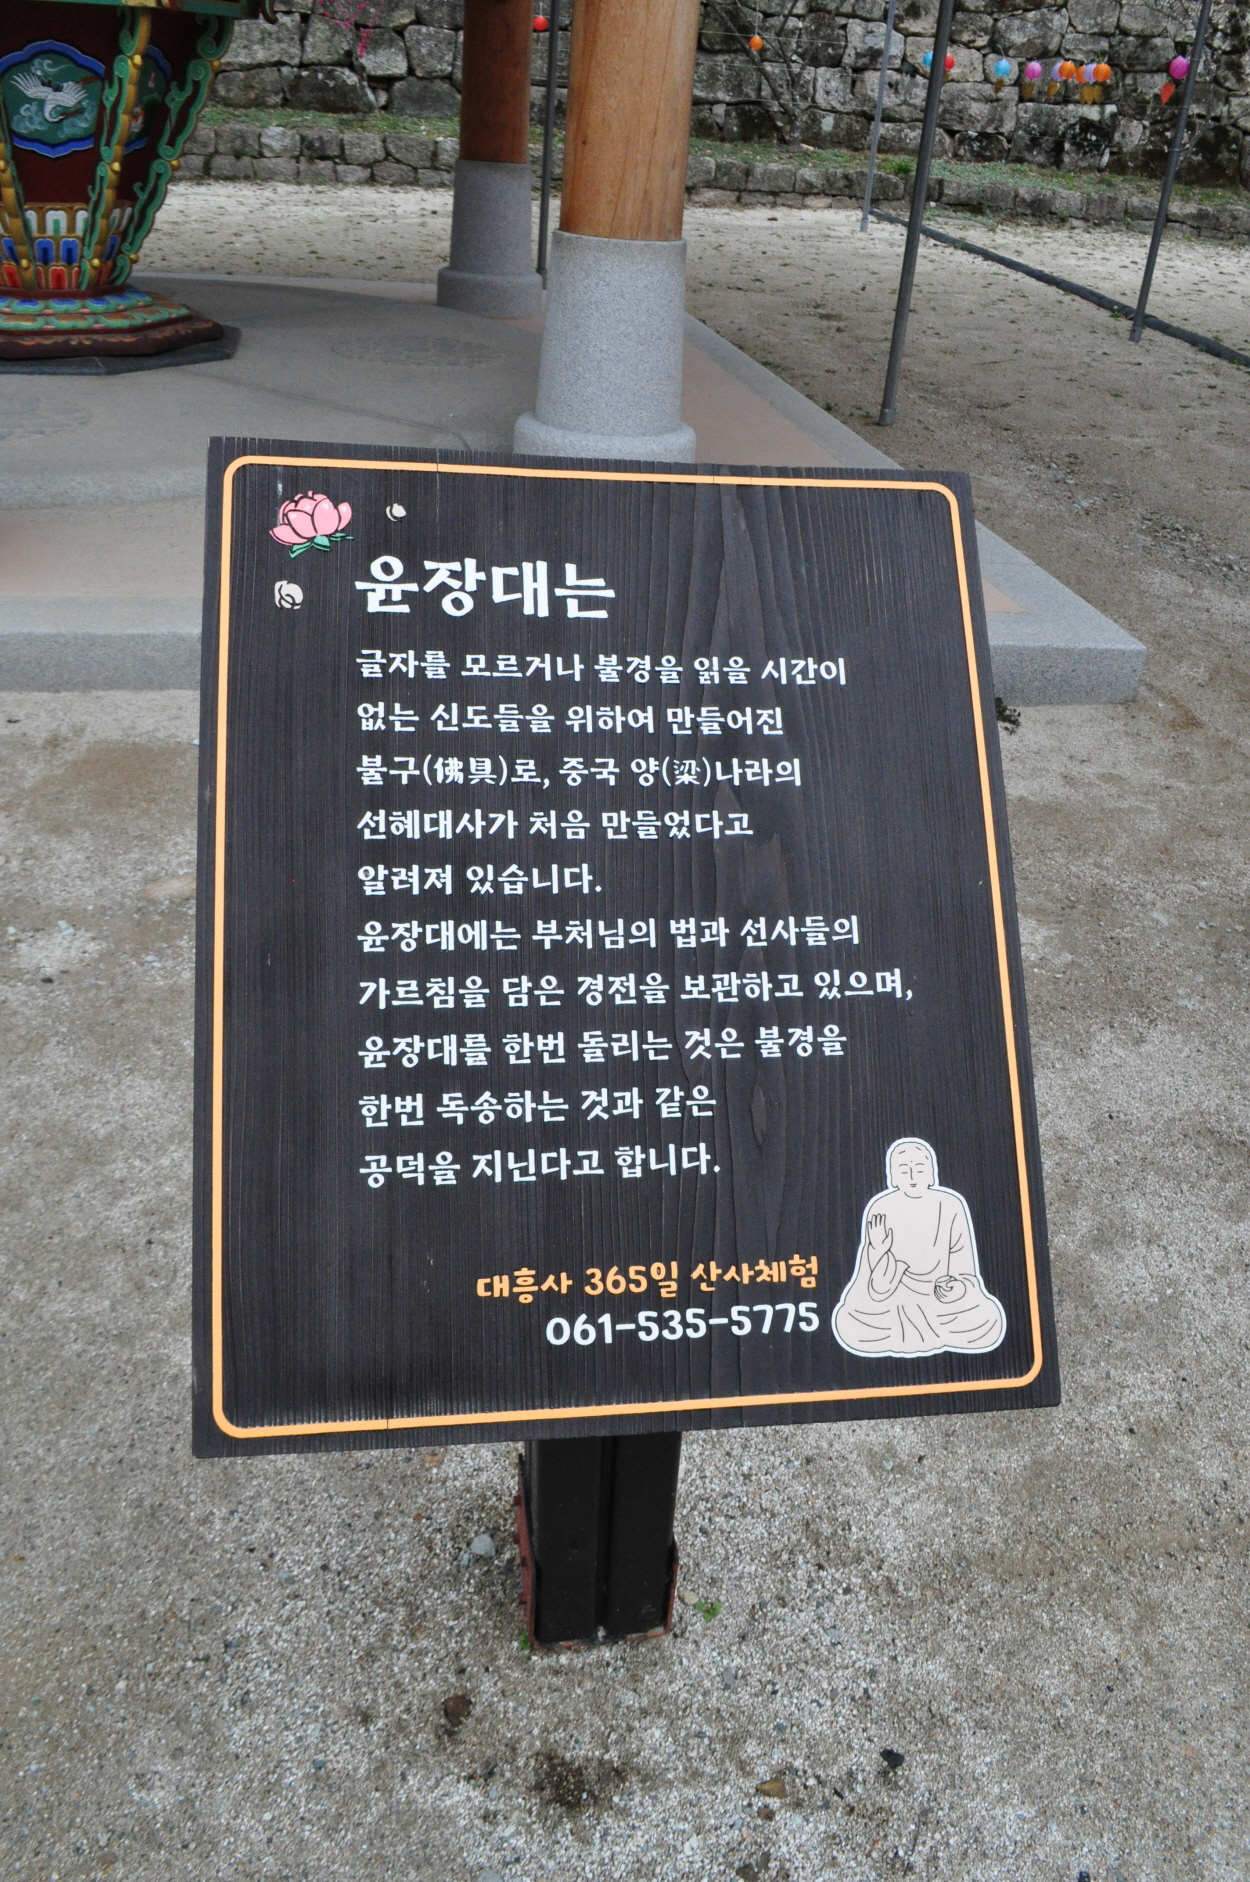 윤장대는
글자를 모르거나 불경을 읽을 시간이
없는 신도들을 위하여 만들어진
불구(佛具)로, 중국 양(梁)나라의
선혜대사가 처음 만들었다고
알려져 있습니다.
윤장대에는 부처님의 법과 선사들의
가르침을 담은 경전을 보관하고 있으며,
윤장대를 한번 돌리는 것은 불경을
한번 독송하는 것과 같은
공덕을 지닌다고 합니다.
대흥사 365일 산사체험
061-535-5775